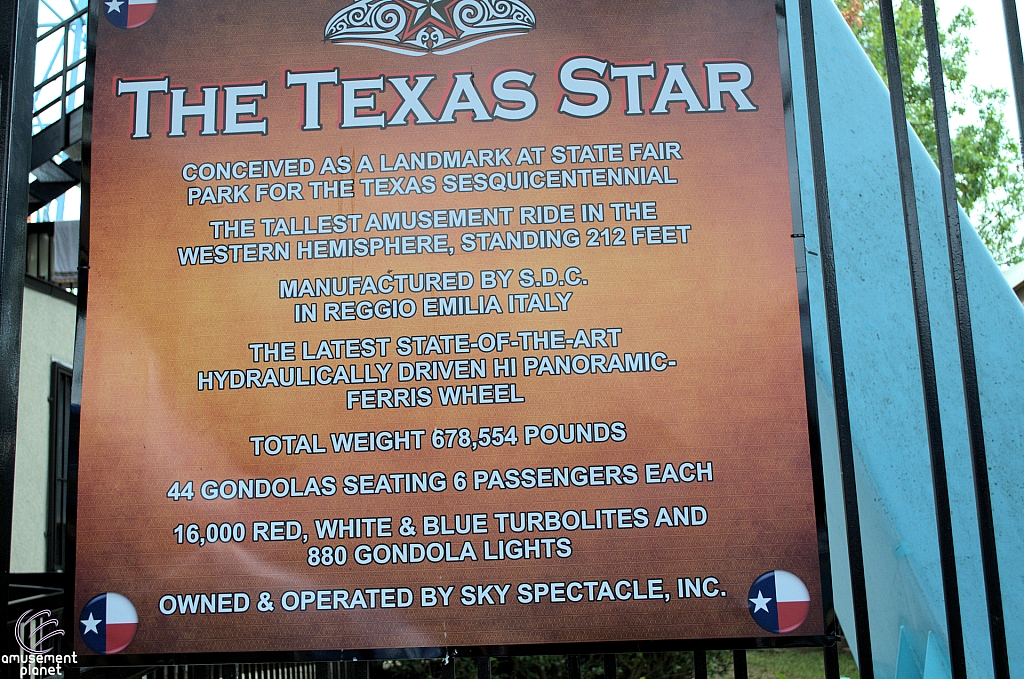 THE TEXAS STAR
CONCEIVED AS A LANDMARK AT STATE FAIR
PARK FOR THE TEXAS SESQUICENTENNIAL
THE TALLEST AMUSEMENT RIDE IN THE
WESTERN HEMISPHERE, STANDING 212 FEET
MANUFACTURED BY S.D.C.
IN REGGIO EMILIA ITALY
THE LATEST STATE-OF-THE-ART
HYDRAULICALLY DRIVEN HI PANORAMIC-
FERRIS WHEEL
TOTAL WEIGHT 678,554 POUNDS
44 GONDOLAS SEATING 6 PASSENGERS EACH
16,000 RED, WHITE & BLUE TURBOLITES AND
880 GONDOLA LIGHTS
OWNED & OPERATED BY SKY SPECTACLE, INC.
amusement
planet